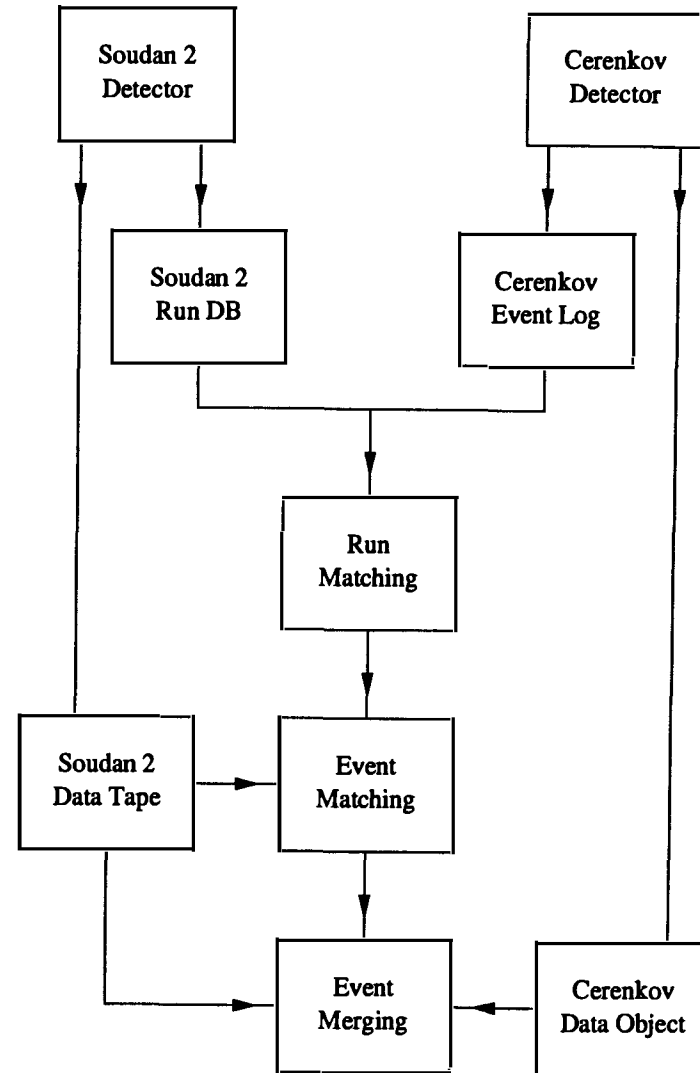 Soudan 2
Detector
Cerenkov
Detector
Soudan 2
Run DB
Cerenkov
Event Log
Run
Matching
Soudan 2
Data Tape
Event
Matching
Event
Merging
Cerenkov
Data Object